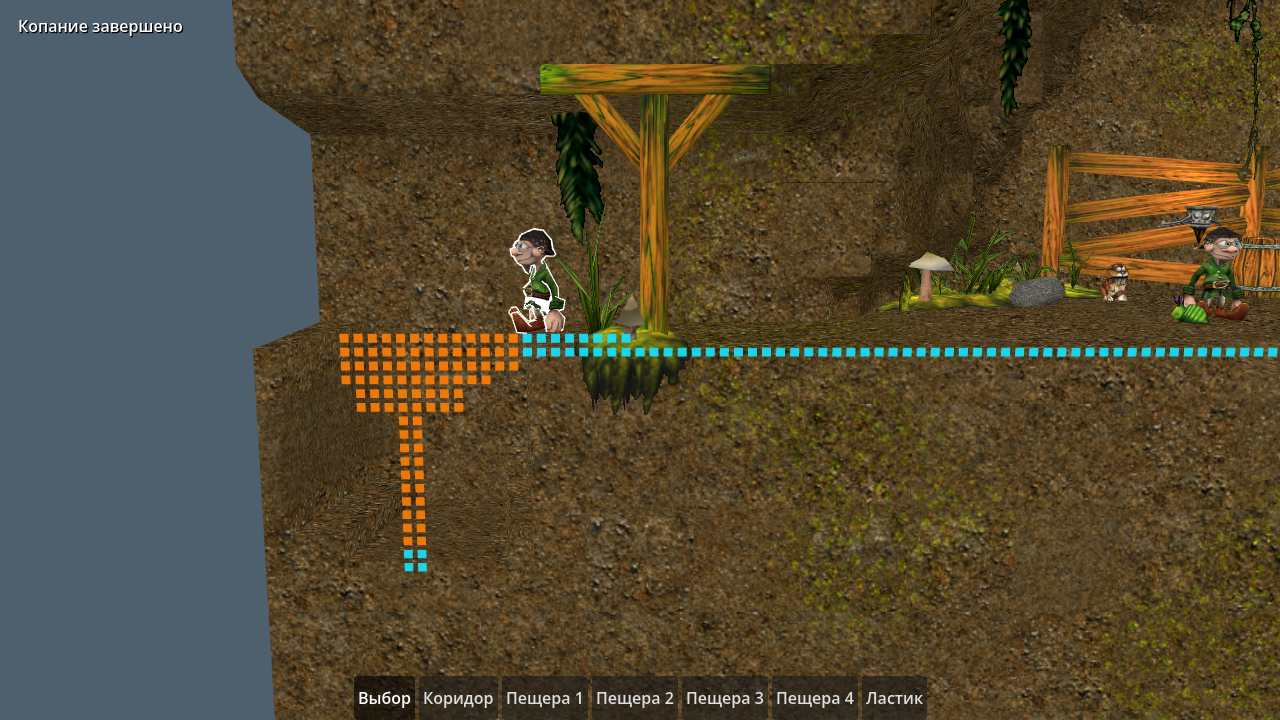 Копание завершено
Выбор Коридор Пещера 1 Пещера 2 Пещера 3 Пещера 4 Ластик